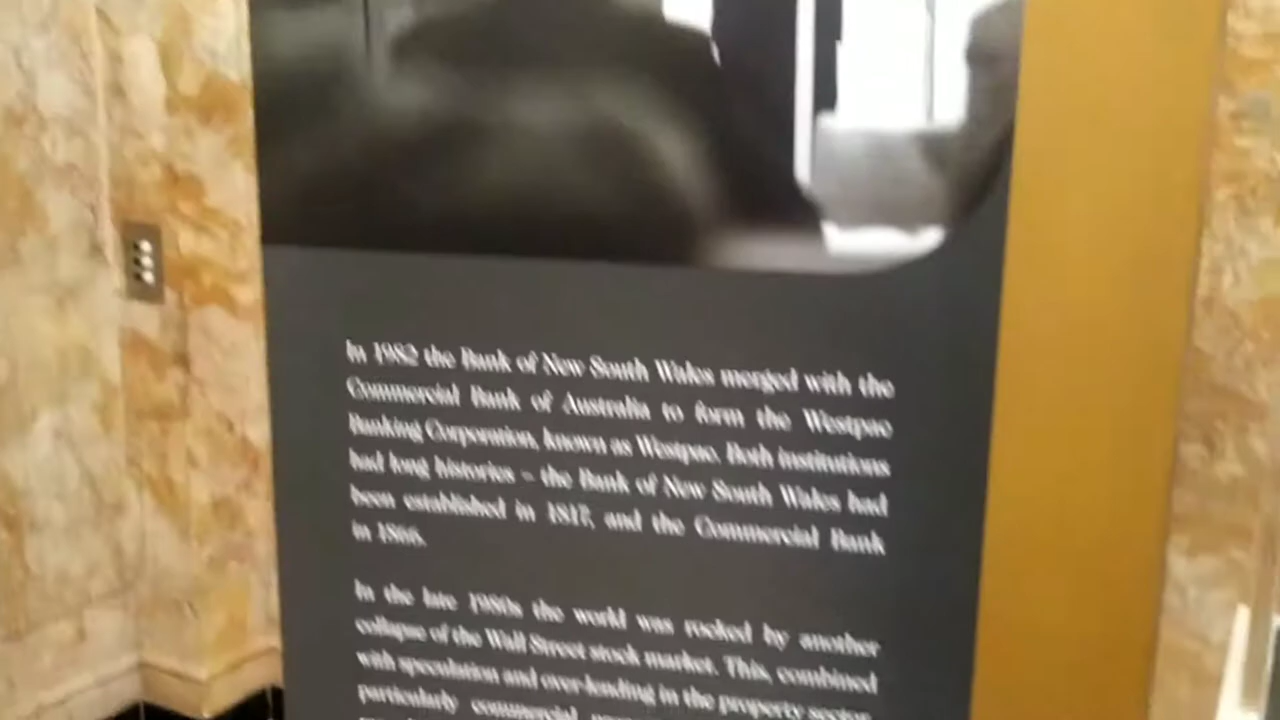 In 1982 the Bank of New South Wales merged with the
Commercial Bank of Australia to form the Westpac
Banking Corporation, known as Westpac. Both institutions
had long histories – the Bank of New South Wales had
been established in 1817, and the Commercial Bank
in 1866.
In the late 1980s the world was rocked by another
collapse of the Wall Street stock market. This, combined
with speculation and over-lending in the property sector,
particularly commercial